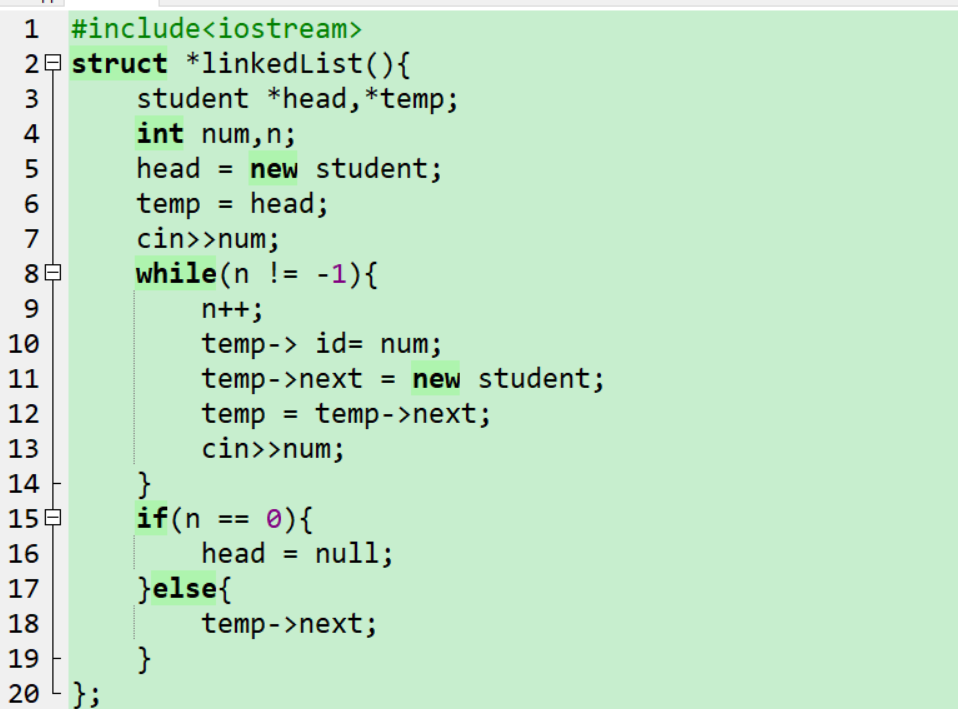 1 #include<iostream>
2 struct *linkedList(){
3 student *head,*temp;
4 int num,n;
5 head = new student;
6 temp = head;
7 cin>>num;
8 while(n != -1){
9 n++;
10 temp-> id= num;
11 temp->next = new student;
12 temp = temp->next;
13 cin>>num;
14 }
15 if(n == 0){
16 head = null;
17 }else{
18 temp->next;
19 }
20 };